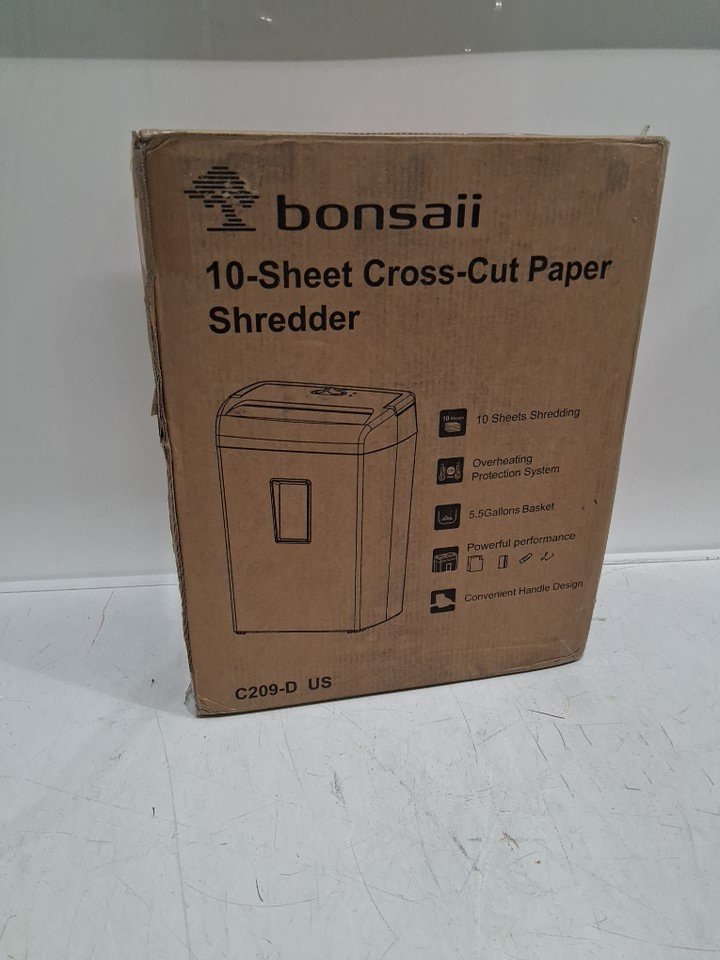 bonsaii
10-Sheet Cross-Cut Paper
Shredder
10 Sheets Shredding
Overheating
Protection System
5.5Gallons Basket
Powerful performance
Convenient Handle Design
C209-D US